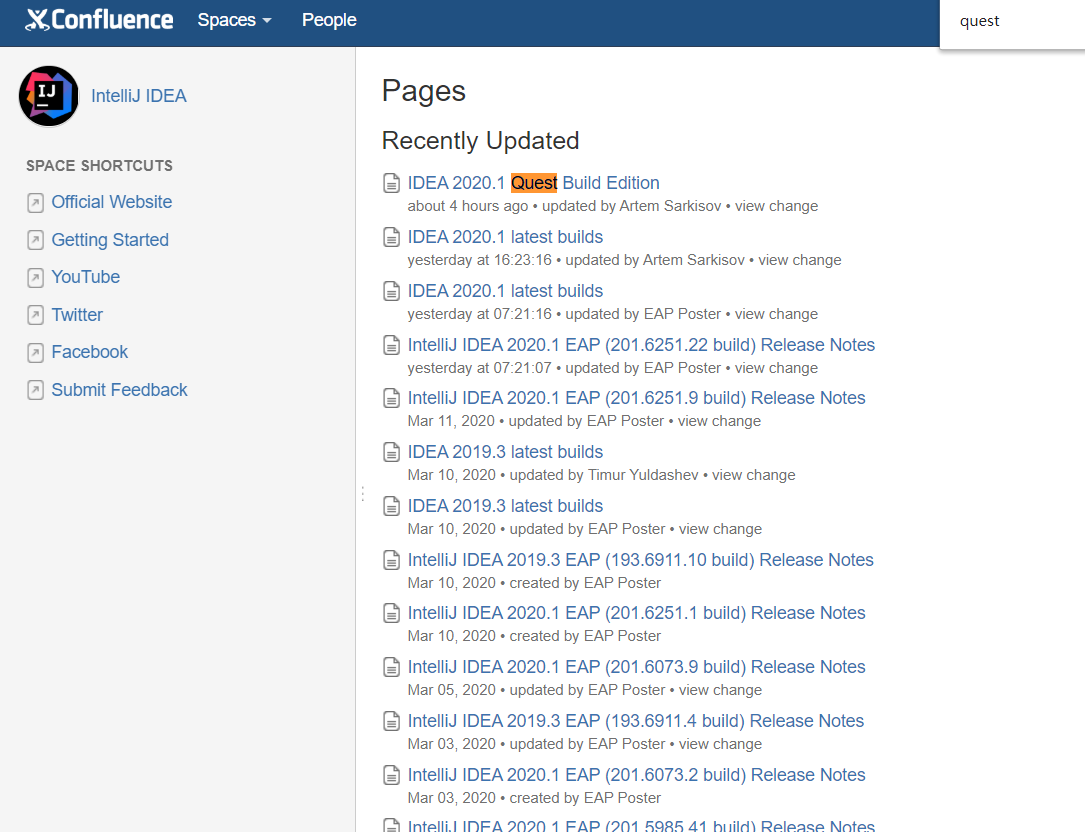 Confluence Spaces People
quest
IJ
IntelliJ IDEA
SPACE SHORTCUTS
Official Website
Getting Started
YouTube
Twitter
Facebook
Submit Feedback
Pages
Recently Updated
IDEA 2020.1 Quest Build Edition
about 4 hours ago • updated by Artem Sarkisov • view change
IDEA 2020.1 latest builds
yesterday at 16:23:16 • updated by Artem Sarkisov • view change
IDEA 2020.1 latest builds
yesterday at 07:21:16 • updated by EAP Poster • view change
IntelliJ IDEA 2020.1 EAP (201.6251.22 build) Release Notes
yesterday at 07:21:07 • updated by EAP Poster • view change
IntelliJ IDEA 2020.1 EAP (201.6251.9 build) Release Notes
Mar 11, 2020 • updated by EAP Poster • view change
IDEA 2019.3 latest builds
Mar 10, 2020 • updated by Timur Yuldashev • view change
IDEA 2019.3 latest builds
Mar 10, 2020 • updated by EAP Poster • view change
IntelliJ IDEA 2019.3 EAP (193.6911.10 build) Release Notes
Mar 10, 2020 • created by EAP Poster
IntelliJ IDEA 2020.1 EAP (201.6251.1 build) Release Notes
Mar 10, 2020 • created by EAP Poster
IntelliJ IDEA 2020.1 EAP (201.6073.9 build) Release Notes
Mar 05, 2020 • updated by EAP Poster • view change
IntelliJ IDEA 2019.3 EAP (193.6911.4 build) Release Notes
Mar 03, 2020 • updated by EAP Poster • view change
IntelliJ IDEA 2020.1 EAP (201.6073.2 build) Release Notes
Mar 03, 2020 • created by EAP Poster
IntelliJ IDEA 2020.1 EAP (201.5985.41 build) Release Notes